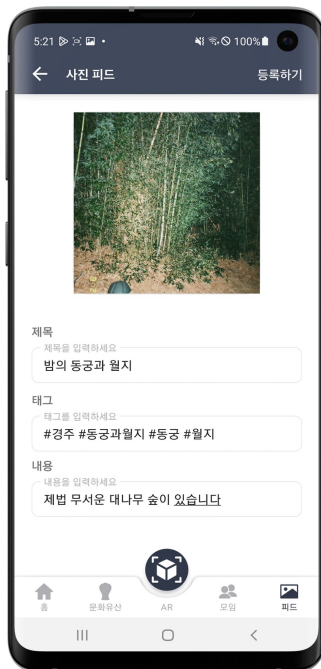 5:21 100%
사진 피드 등록하기
제목
제목을 입력하세요
밤의 동궁과 월지
태그
태그를 입력하세요
#경주 #동궁과월지 #동궁 #월지
내용
내용을 입력하세요
제법 무서운 대나무 숲이 있습니다
홈 문화유산 AR 모임 피드